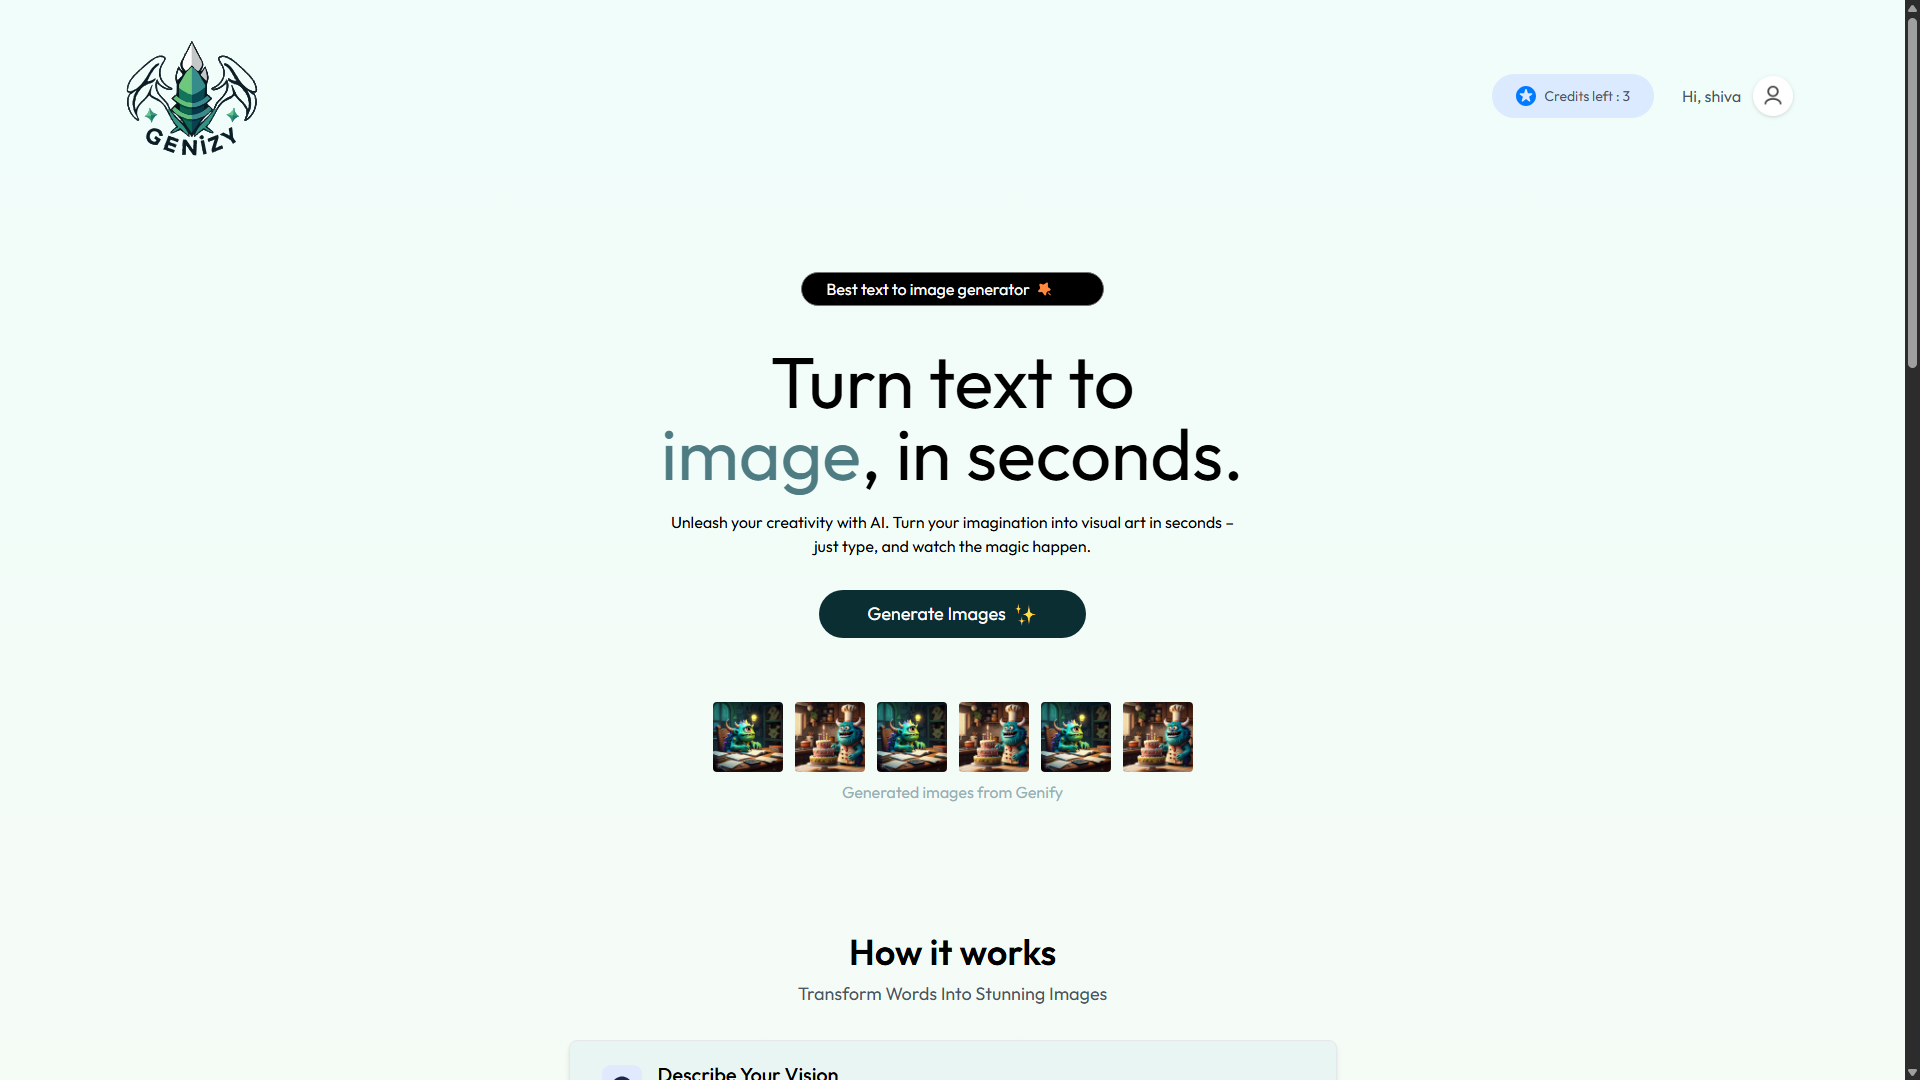 GENiZY
Credits left : 3
Hi, shiva
Best text to image generator
Turn text to
image, in seconds.
Unleash your creativity with AI. Turn your imagination into visual art in seconds –
just type, and watch the magic happen.
Generate Images
Generated images from Genify
How it works
Transform Words Into Stunning Images
Describe Your Vision